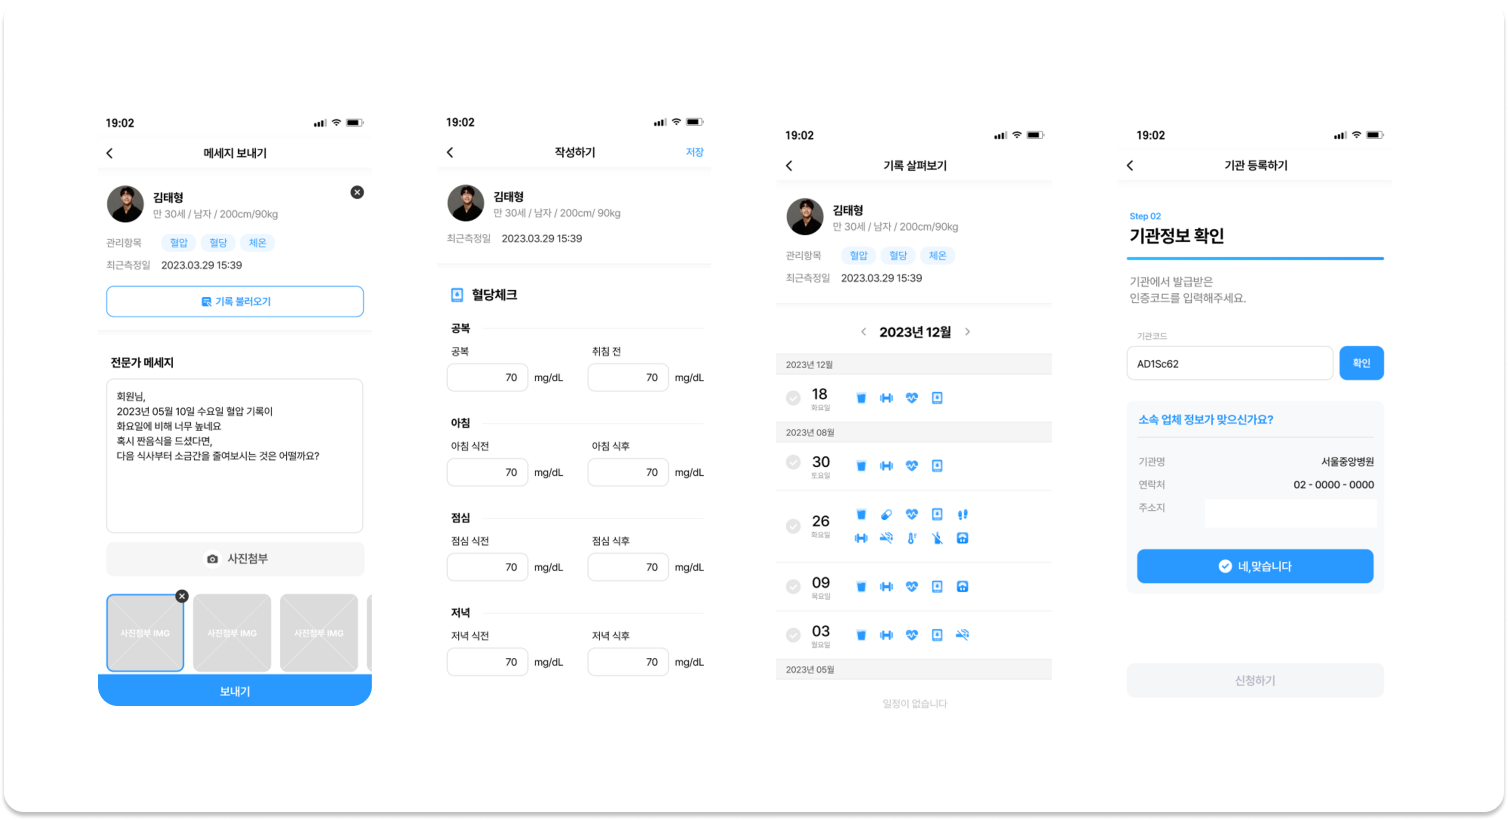 19:02
메세지 보내기
김태형
만 30세 / 남자 / 200cm/90kg
관리항목 혈압 혈당 체온
최근측정일 2023.03.29 15:39
기록 불러오기
전문가 메세지
회원님,
2023년 05월 10일 수요일 혈압 기록이
화요일에 비해 너무 높네요
혹시 짠음식을 드셨다면,
다음 식사부터 소금간을 줄여보시는 것은 어떨까요?
사진첨부
사진첨부 IMG 사진첨부 IMG 사진첨부 IMG
보내기
19:02
작성하기 저장
김태형
만 30세 / 남자 / 200cm/ 90kg
최근측정일 2023.03.29 15:39
혈당체크
공복
공복 취침 전
70 mg/dL 70 mg/dL
아침
아침 식전 아침 식후
70 mg/dL 70 mg/dL
점심
점심 식전 점심 식후
70 mg/dL 70 mg/dL
저녁
저녁 식전 저녁 식후
70 mg/dL 70 mg/dL
19:02
기록 살펴보기
김태형
만 30세 / 남자 / 200cm/90kg
관리항목 혈압 혈당 체온
최근측정일 2023.03.29 15:39
2023년 12월
2023년 12월
18
화요일
2023년 08월
30
토요일
26
화요일
09
목요일
03
월요일
2023년 05월
일정이 없습니다
19:02
기관 등록하기
Step 02
기관정보 확인
기관에서 발급받은
인증코드를 입력해주세요.
기관코드
AD1Sc62 확인
소속 업체 정보가 맞으신가요?
기관명 서울중앙병원
연락처 02 - 0000 - 0000
주소지
네,맞습니다
신청하기